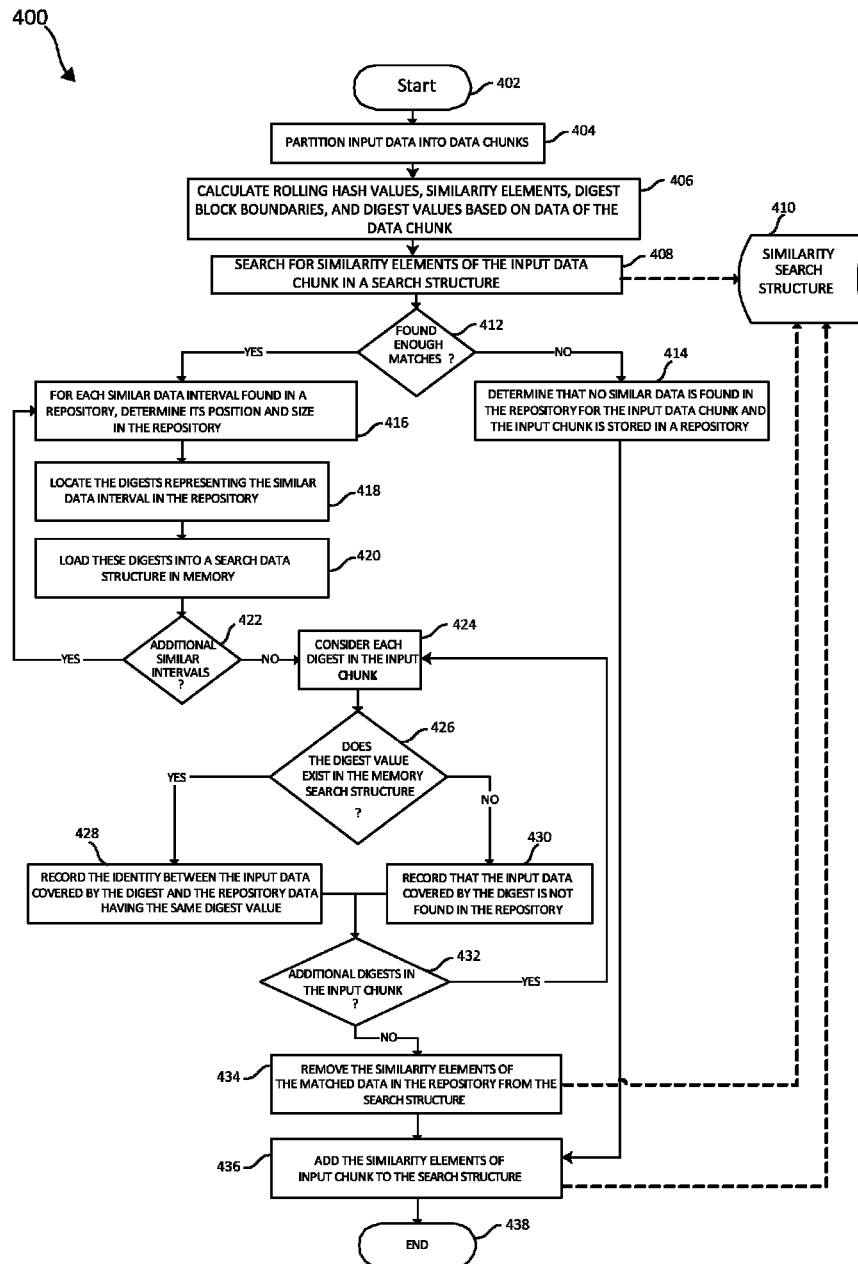 400
Start
402
PARTITION INPUT DATA INTO DATA CHUNKS
404
CALCULATE ROLLING HASH VALUES, SIMILARITY ELEMENTS, DIGEST
BLOCK BOUNDARIES, AND DIGEST VALUES BASED ON DATA OF THE
DATA CHUNK
406
SEARCH FOR SIMILARITY ELEMENTS OF THE INPUT DATA
CHUNK IN A SEARCH STRUCTURE
408
410
SIMILARITY
SEARCH
STRUCTURE
FOUND
ENOUGH
MATCHES ?
412
YES
NO
FOR EACH SIMILAR DATA INTERVAL FOUND IN A
REPOSITORY, DETERMINE ITS POSITION AND SIZE
IN THE REPOSITORY
416
414
DETERMINE THAT NO SIMILAR DATA IS FOUND IN
THE REPOSITORY FOR THE INPUT DATA CHUNK AND
THE INPUT CHUNK IS STORED IN A REPOSITORY
LOCATE THE DIGESTS REPRESENTING THE SIMILAR
DATA INTERVAL IN THE REPOSITORY
418
LOAD THESE DIGESTS INTO A SEARCH DATA
STRUCTURE IN MEMORY
420
ADDITIONAL
SIMILAR
INTERVALS
?
422
YES
NO
CONSIDER EACH
DIGEST IN THE INPUT
CHUNK
424
DOES
THE DIGEST VALUE
EXIST IN THE MEMORY
SEARCH STRUCTURE
?
426
YES
NO
428
RECORD THE IDENTITY BETWEEN THE INPUT DATA
COVERED BY THE DIGEST AND THE REPOSITORY DATA
HAVING THE SAME DIGEST VALUE
430
RECORD THAT THE INPUT DATA
COVERED BY THE DIGEST IS NOT
FOUND IN THE REPOSITORY
ADDITIONAL DIGESTS IN
THE INPUT CHUNK
?
432
YES
NO
434
REMOVE THE SIMILARITY ELEMENTS OF
THE MATCHED DATA IN THE REPOSITORY FROM THE
SEARCH STRUCTURE
436
ADD THE SIMILARITY ELEMENTS OF
INPUT CHUNK TO THE SEARCH STRUCTURE
END
438